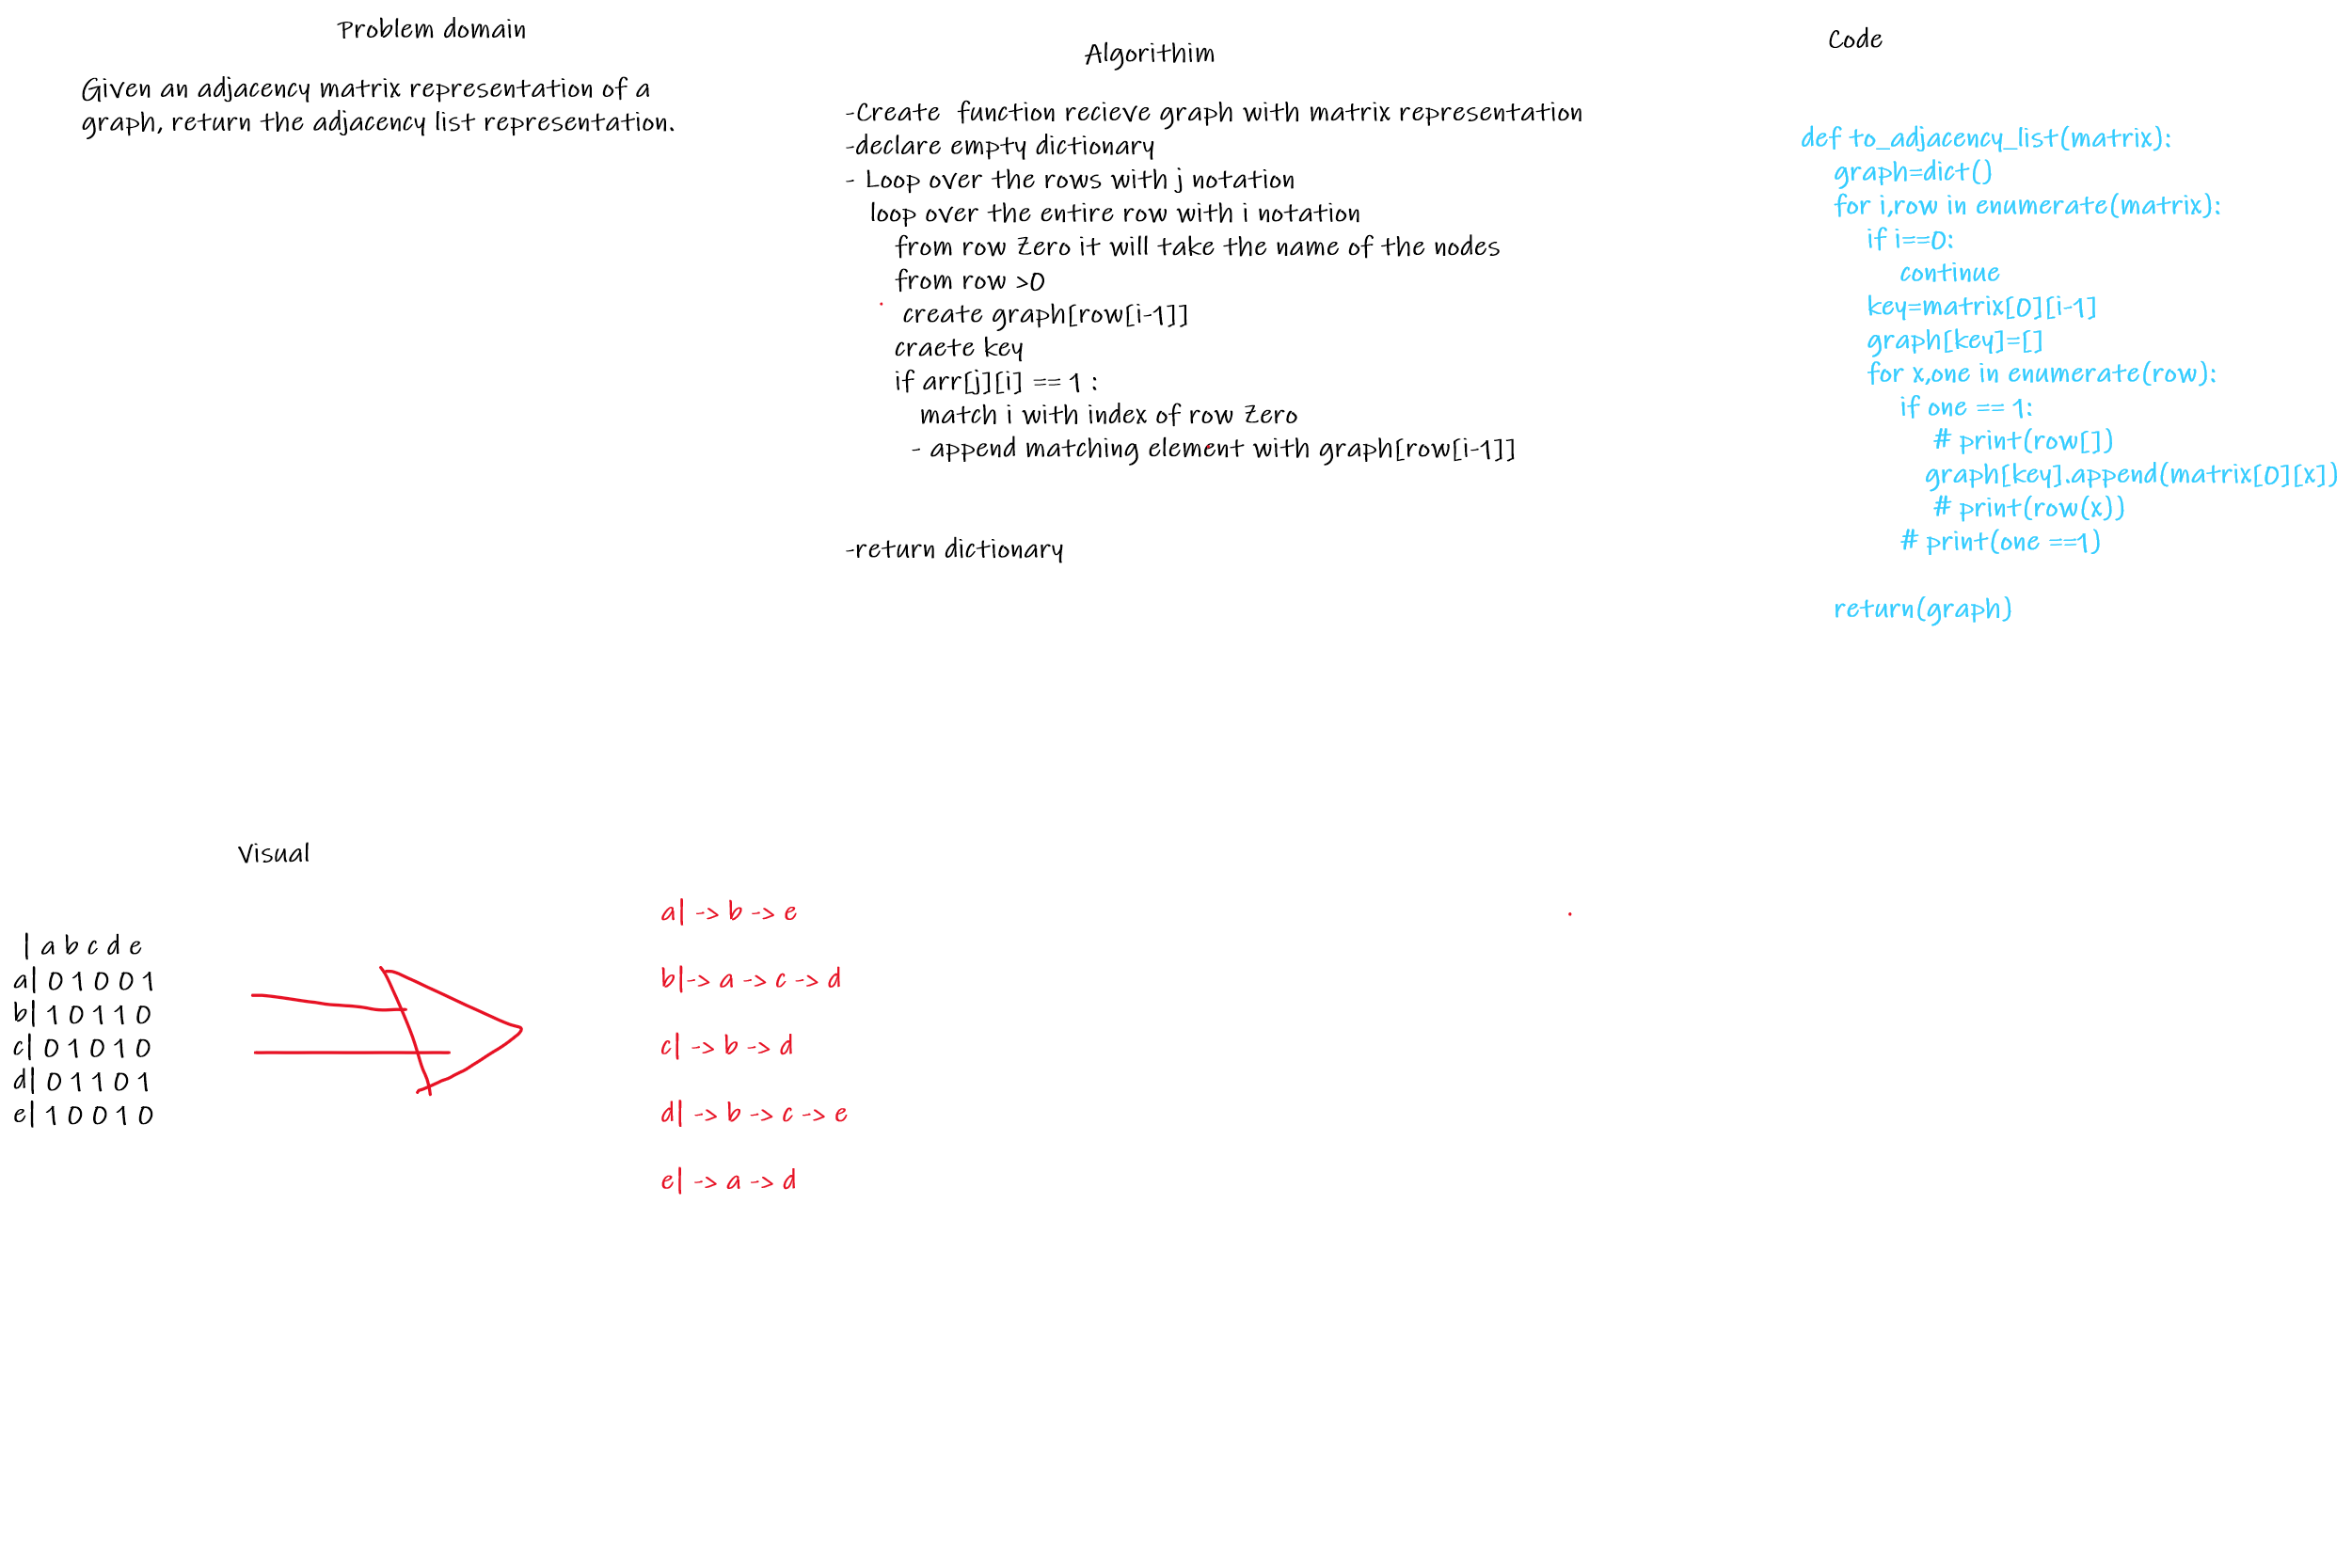 Problem domain
Given an adjacency matrix representation of a
graph, return the adjacency list representation.
Algorithim
-Create function recieve graph with matrix representation
-declare empty dictionary
- Loop over the rows with j notation
loop over the entire row with i notation
from row zero it will take the name of the nodes
from row >0
create graph[row[i-1]]
craete key
if arr[j][i] == 1 :
match i with index of row zero
- append matching element with graph[row[i-1]]
-return dictionary
Code
def to_adjacency_list(matrix):
graph=dict()
for i,row in enumerate(matrix):
if i==0:
continue
key=matrix[0][i-1]
graph[key]=[]
for x,one in enumerate(row):
if one == 1:
# print(row[])
graph[key].append(matrix[0][x])
# print(row(x))
# print(one ==1)
return(graph)
Visual
| a b c d e
a| 0 1 0 0 1
b| 1 0 1 1 0
c| 0 1 0 1 0
d| 0 1 1 0 1
e| 1 0 0 1 0
a| -> b -> e
b|-> a -> c -> d
c| -> b -> d
d| -> b -> c -> e
e| -> a -> d